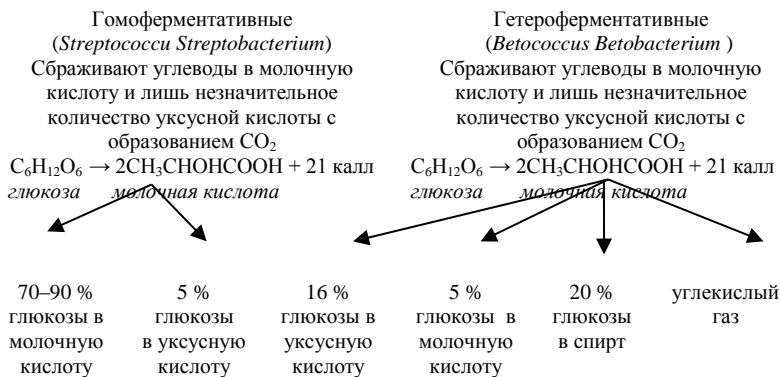 Гомоферментативные
(Streptococcu Streptobacterium)
Сбраживают углеводы в молочную
кислоту и лишь незначительное
количество уксусной кислоты с
образованием CO₂
C₆H₁₂O₆ → 2CH₃CHOHCOOH + 21 калл
глюкоза молочная кислота
70–90 %
глюкозы в
молочную
кислоту
5 %
глюкозы
в уксусную
кислоту
Гетероферментативные
(Betococcus Betobacterium )
Сбраживают углеводы в молочную
кислоту и лишь незначительное
количество уксусной кислоты с
образованием CO₂
C₆H₁₂O₆ → 2CH₃CHOHCOOH + 21 калл
глюкоза молочная кислота
16 %
глюкозы в
уксусную
кислоту
5 %
глюкозы в
молочную
кислоту
20 %
глюкозы
в спирт
углекислый
газ